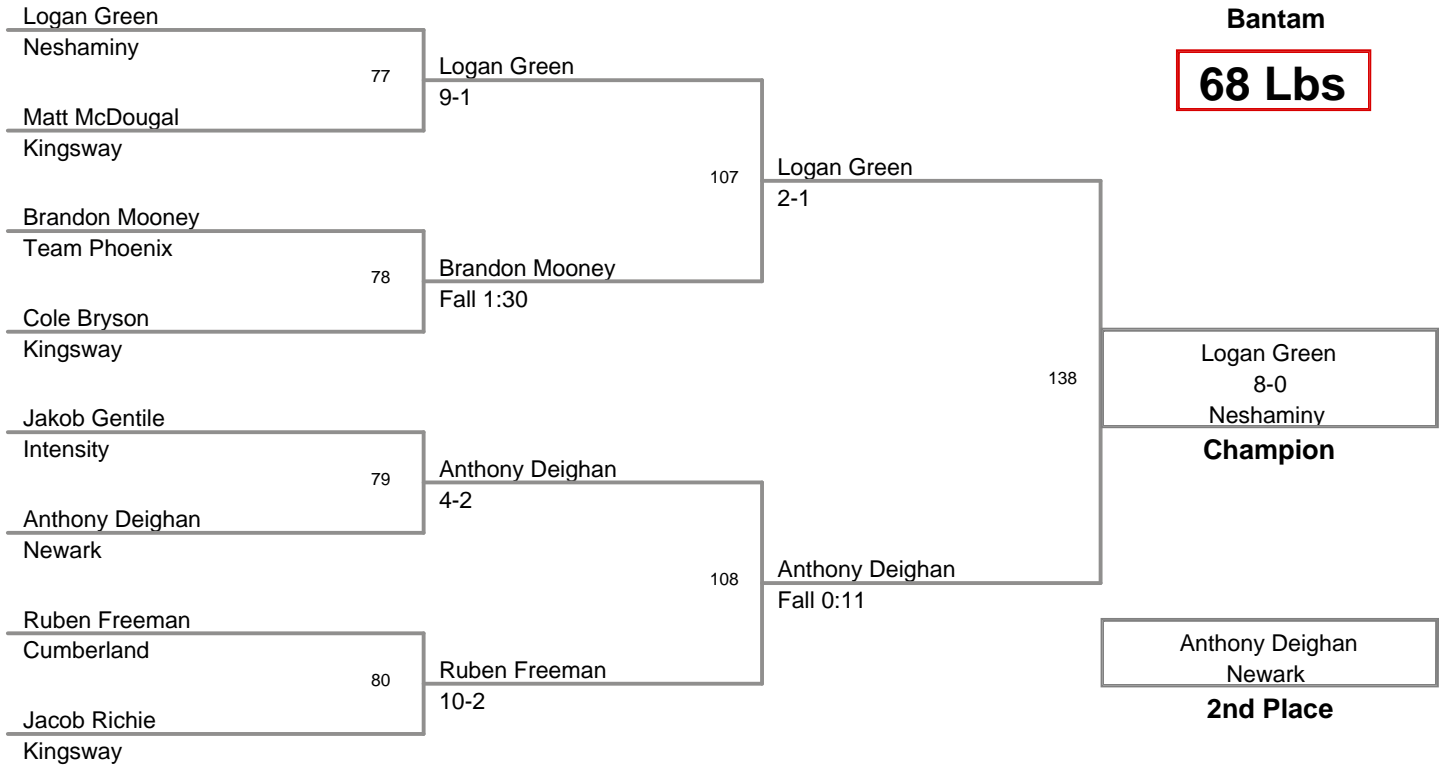 Logan Green
Neshaminy
77
Matt McDougal
Kingsway
Brandon Mooney
Team Phoenix
78
Cole Bryson
Kingsway
Jakob Gentile
Intensity
79
Anthony Deighan
Newark
Ruben Freeman
Cumberland
80
Jacob Richie
Kingsway
Logan Green
9-1
107
Brandon Mooney
Fall 1:30
Anthony Deighan
4-2
108
Ruben Freeman
10-2
Logan Green
2-1
138
Anthony Deighan
Fall 0:11
Bantam
68 Lbs
Logan Green
8-0
Neshaminy
Champion
Anthony Deighan
Newark
2nd Place